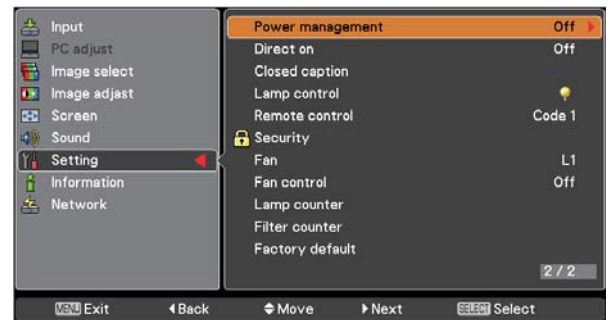 Input
PC adjust
Image select
Image adjast
Screen
Sound
Setting
Information
Network
Power management Off
Direct on Off
Closed caption
Lamp control
Remote control Code 1
Security
Fan L1
Fan control Off
Lamp counter
Filter counter
Factory default
2 / 2
MENU Exit Back Move Next SELECT Select